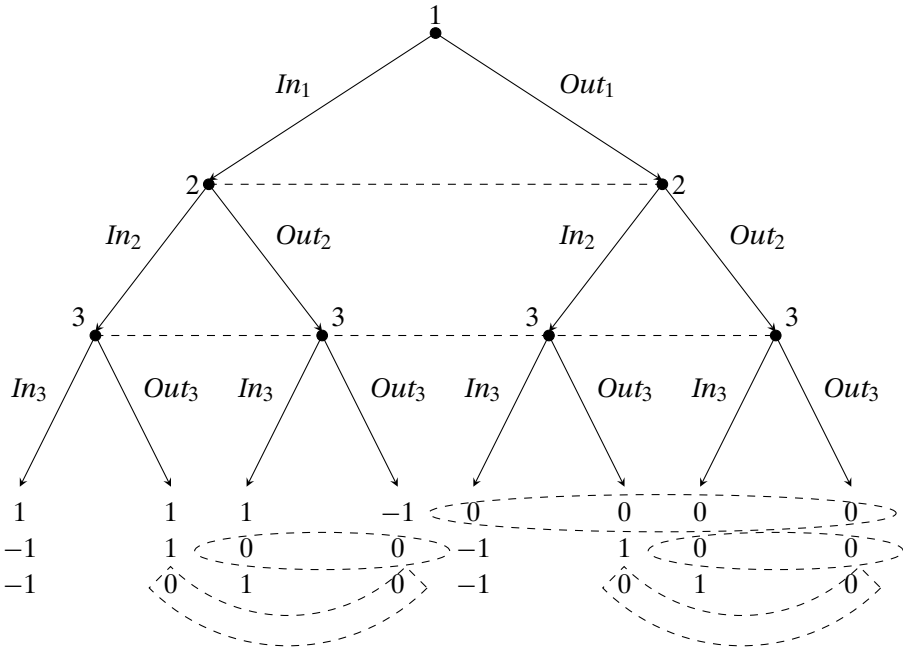 1
In₁ Out₁
2 2
In₂ Out₂ In₂ Out₂
3 3 3 3
In₃ Out₃ In₃ Out₃ In₃ Out₃ In₃ Out₃
1 1 1 −1 0 0 0 0
−1 1 0 0 −1 1 0 0
−1 0 1 0 −1 0 1 0